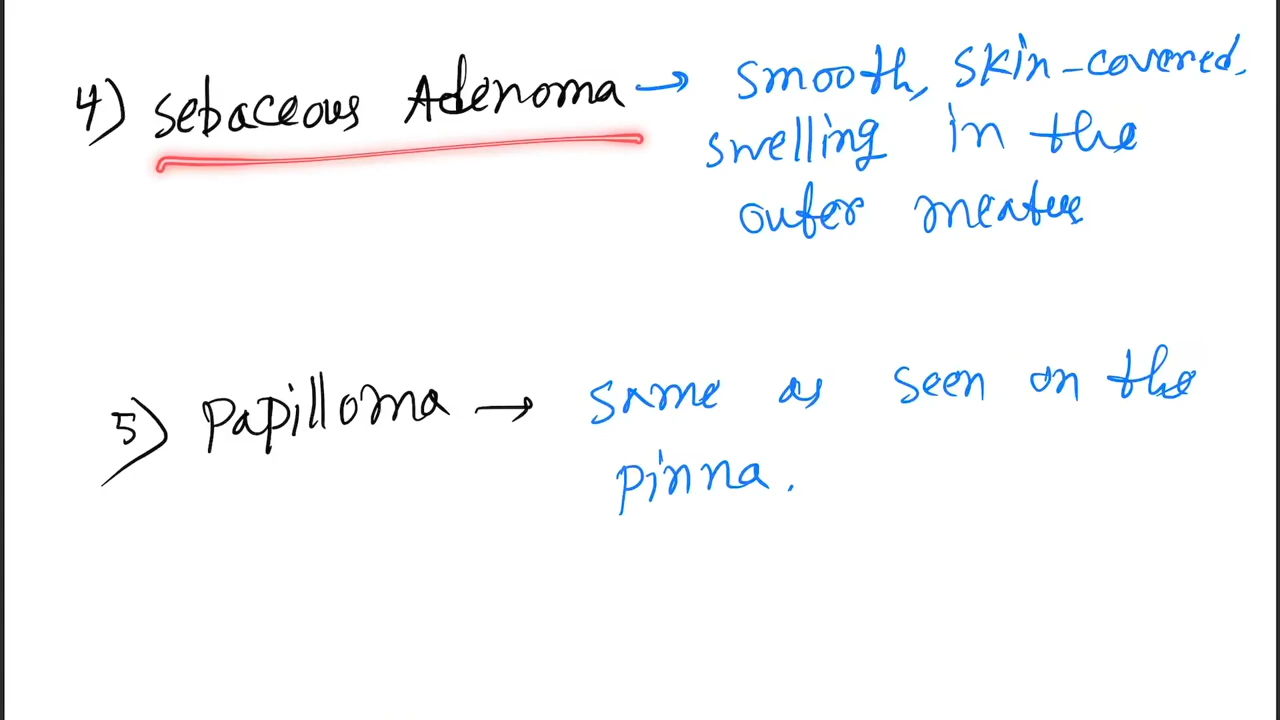 4) Sebaceous Adenoma → smooth, skin-covered.
swelling in the
outer meatus
5) Papilloma → same as seen on the
pinna.